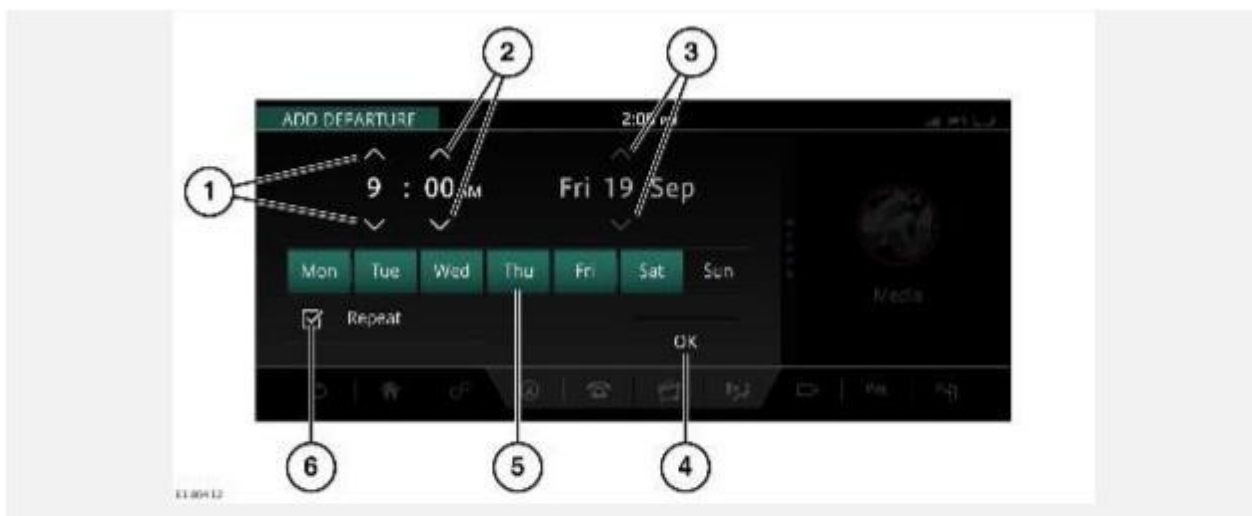 2
3
ADD DEPARTURE
1
9 : 00 AM
Fri 19 Sep
Mon Tue Wed Thu Fri Sat Sun
Media
Repeat
OK
6
5
4